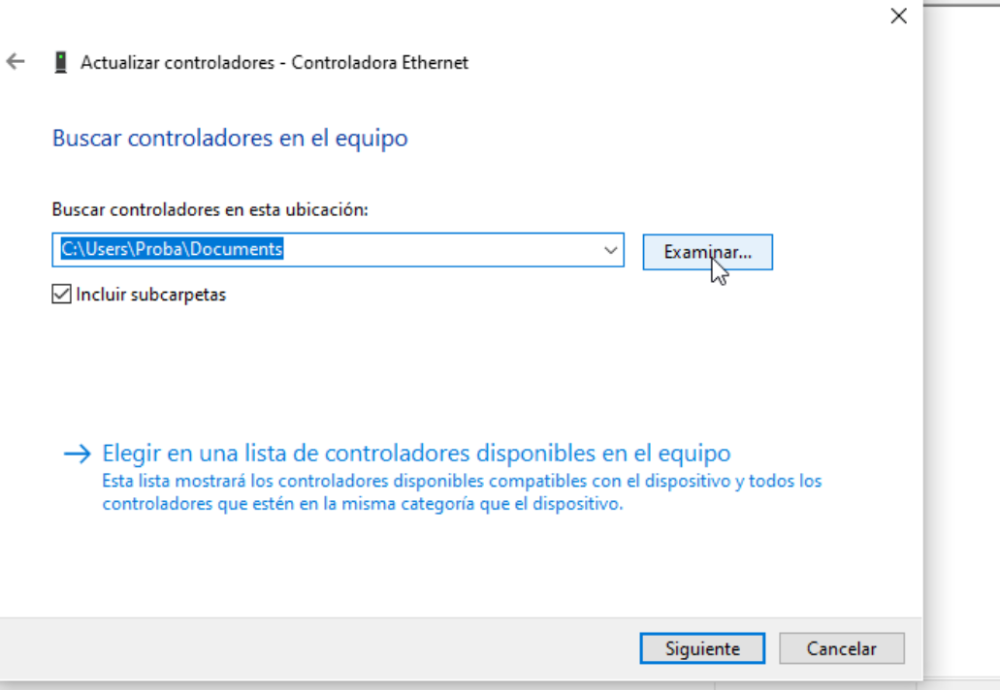 Actualizar controladores - Controladora Ethernet
Buscar controladores en el equipo
Buscar controladores en esta ubicación:
C:\Users\Proba\Documents
Examinar...
Incluir subcarpetas
Elegir en una lista de controladores disponibles en el equipo
Esta lista mostrará los controladores disponibles compatibles con el dispositivo y todos los
controladores que estén en la misma categoría que el dispositivo.
Siguiente
Cancelar